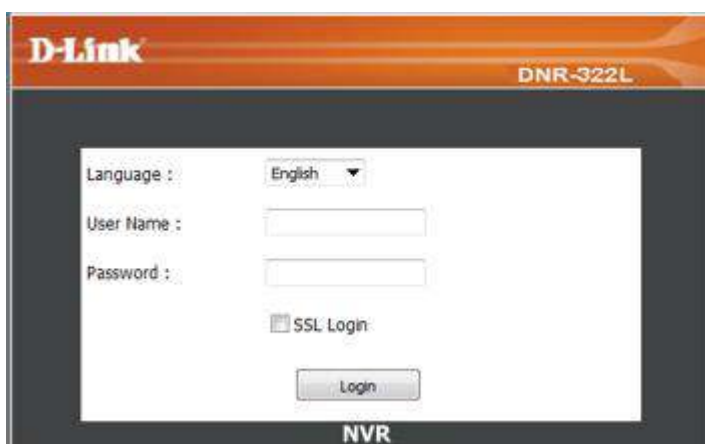 D-Link
DNR-322L
Language : English
User Name :
Password :
SSL Login
Login
NVR